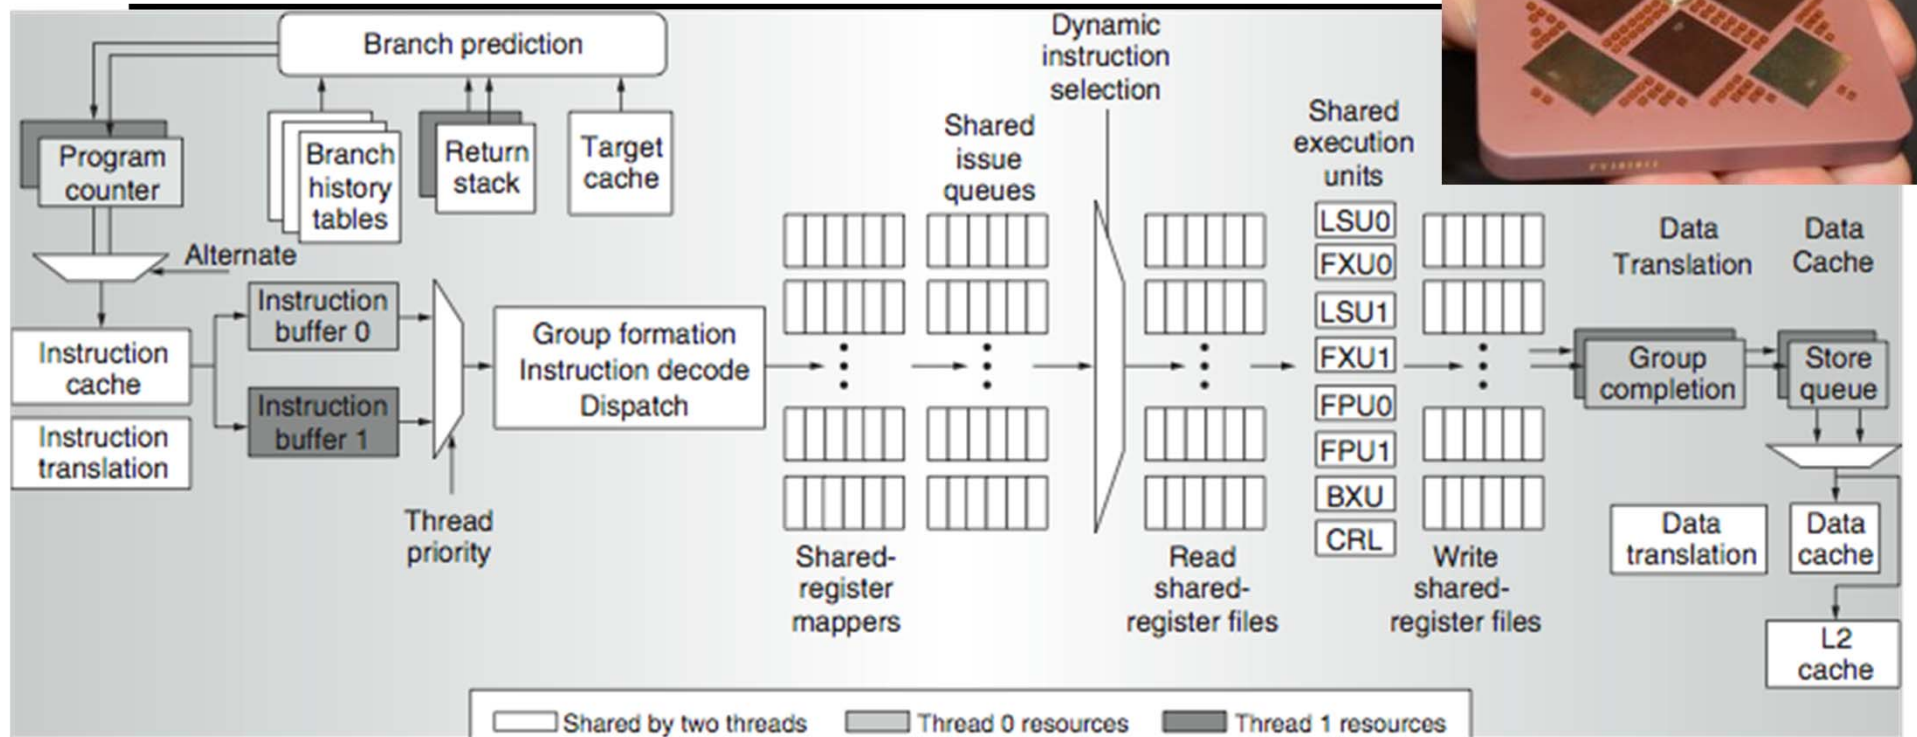 Branch prediction
Program
counter
Branch
history
tables
Return
stack
Target
cache
Alternate
Instruction
cache
Instruction
translation
Instruction
buffer 0
Instruction
buffer 1
Thread
priority
Group formation
Instruction decode
Dispatch
Shared-
register
mappers
Shared
issue
queues
Dynamic
instruction
selection
Read
shared-
register files
Shared
execution
units
LSU0
FXU0
LSU1
FXU1
FPU0
FPU1
BXU
CRL
Write
shared-
register files
Data
Translation
Data
Cache
Group
completion
Store
queue
Data
translation
Data
cache
L2
cache
Shared by two threads
Thread 0 resources
Thread 1 resources